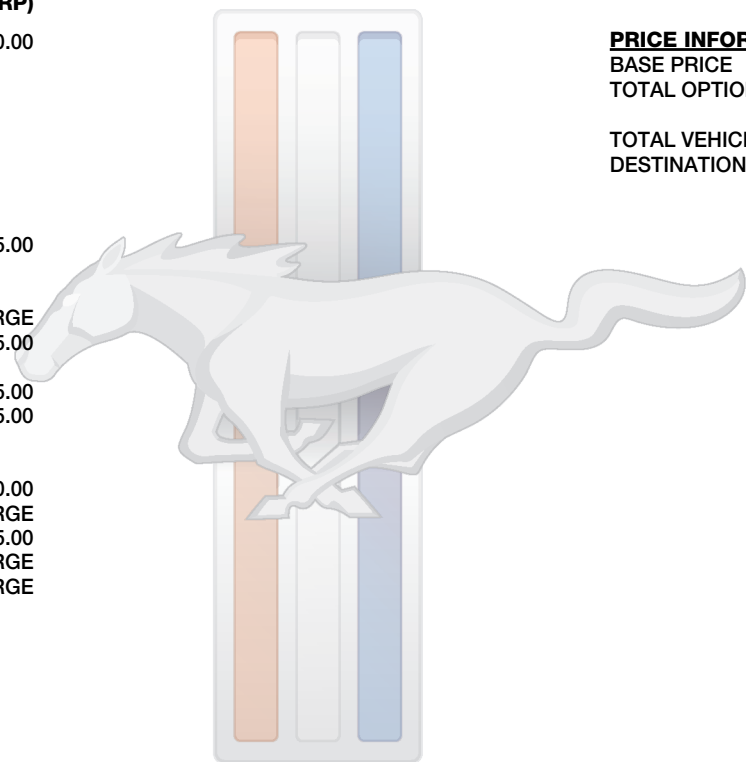 RP)
0.00
5.00
RGE
5.00
5.00
5.00
0.00
RGE
5.00
RGE
RGE
PRICE INFOR
BASE PRICE
TOTAL OPTION
TOTAL VEHICL
DESTINATION